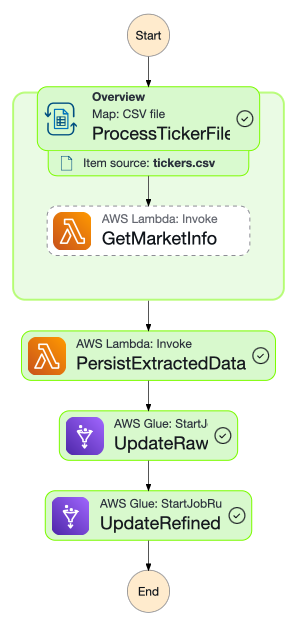 Start
Overview
Map: CSV file
ProcessTickerFile
Item source: tickers.csv
AWS Lambda: Invoke
GetMarketInfo
AWS Lambda: Invoke
PersistExtractedData
AWS Glue: StartJo
UpdateRaw
AWS Glue: StartJobRu
UpdateRefined
End